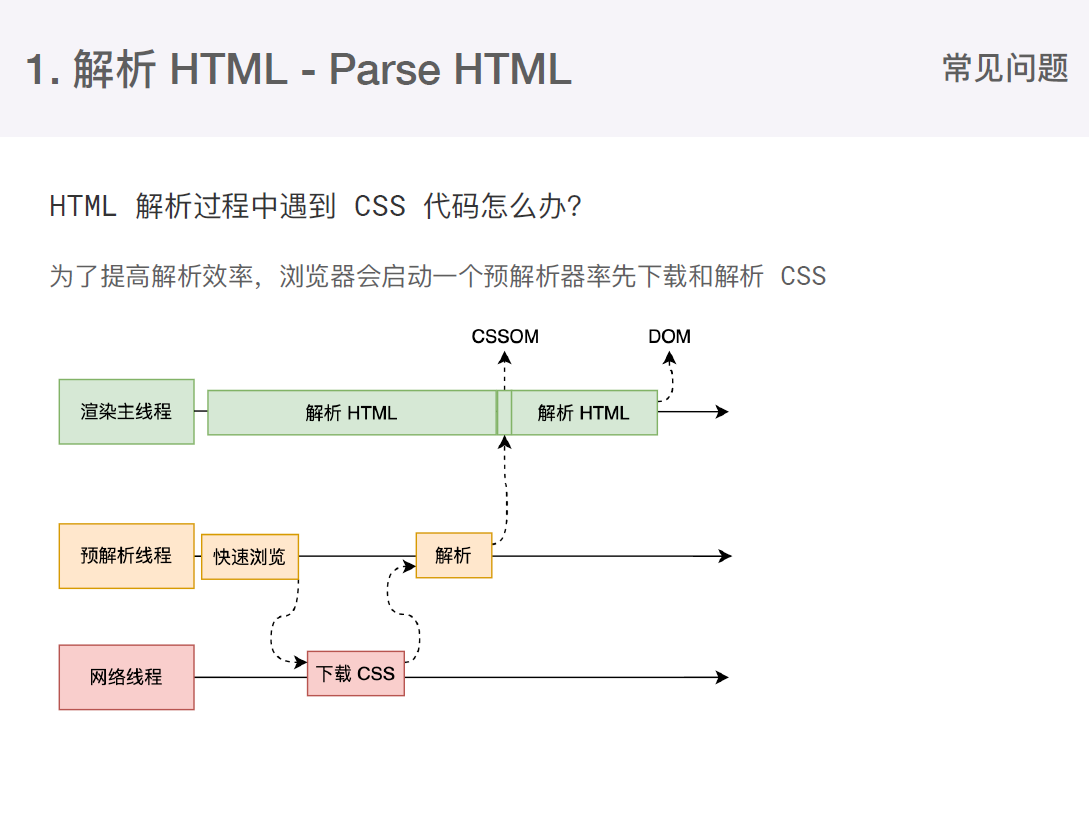 1. 解析 HTML - Parse HTML
常见问题
HTML 解析过程中遇到 CSS 代码怎么办?
为了提高解析效率，浏览器会启动一个预解析器率先下载和解析 CSS
CSSOM
DOM
渲染主线程
解析 HTML
解析 HTML
预解析线程
快速浏览
解析
网络线程
下载 CSS